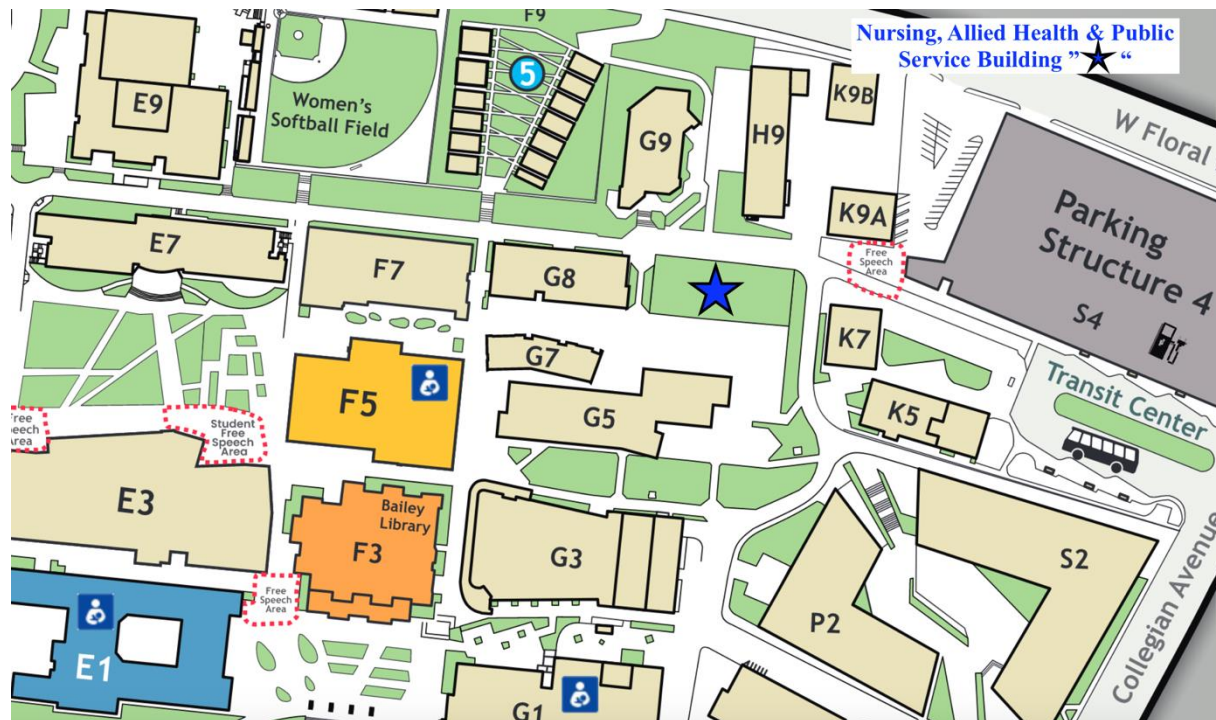 F9
Nursing, Allied Health & Public
Service Building ” “
E9
Women's
Softball Field
5
G9
H9
K9B
W Floral
K9A
Parking
Structure 4
S4
Free
Speech
Area
E7
F7
G8
K7
G7
F5
G5
K5
Transit Center
Free
Speech
Area
Student
Free
Speech
Area
E3
Bailey
Library
F3
G3
S2
Free
Speech
Area
P2
Collegian Avenue
E1
G1